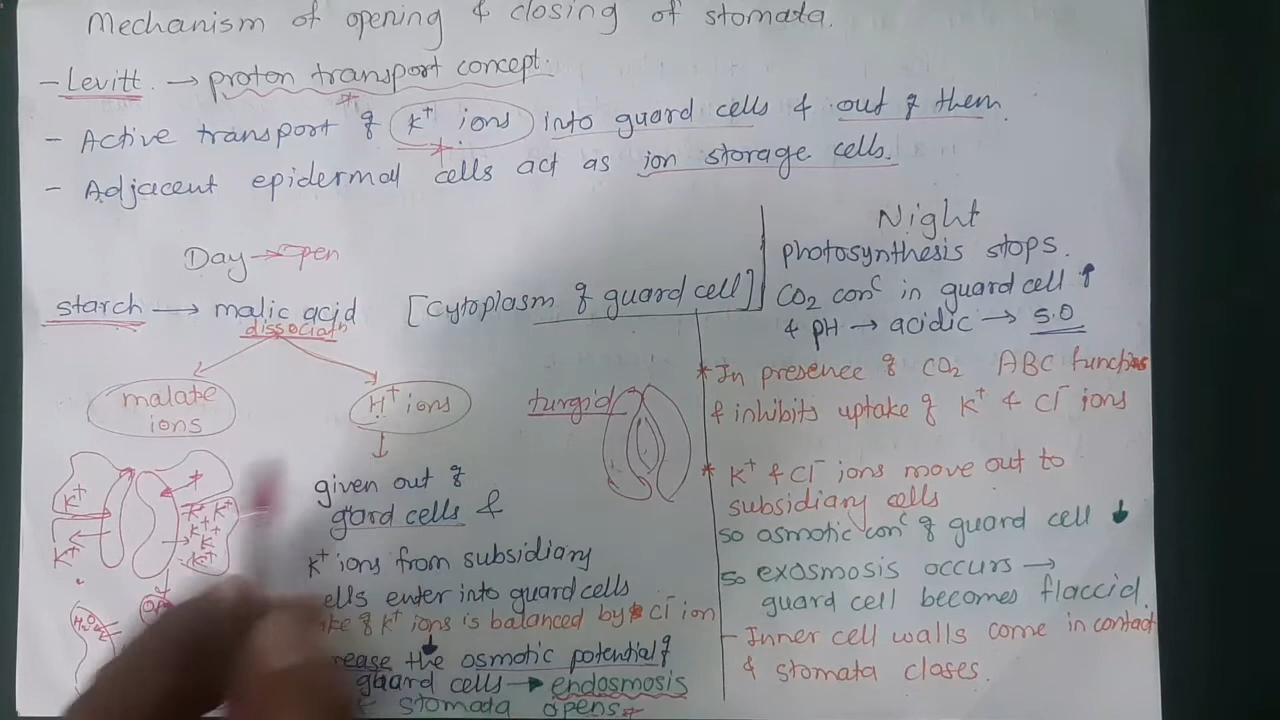 Mechanism of opening & closing of stomata.
- Levitt → proton transport concept.
- Active transport of K+ ions into guard cells & out of them.
- Adjacent epidermal cells act as ion storage cells.
Day → open
starch → malic acid [cytoplasm of guard cell]
dissociatn
malate ions
H+ ions
given out of
gard cells &
K+ ions from subsidiary
cells enter into guard cells
K+ ions is balanced by Cl- ion
the osmotic potential of
guard cells → endosmosis
stomata opens
turgid
K+
K+
K+ K+
K+
K
K+
H2O
Night
photosynthesis stops.
CO2 conc in guard cell ↑
& pH → acidic → 5.0
* In presence of CO2 ABC functions
& inhibits uptake of K+ & Cl- ions
* K+ & Cl- ions move out to
subsidiary cells
so osmotic conc of guard cell ↓
so exosmosis occurs →
guard cell becomes flaccid.
- Inner cell walls come in contact
& stomata clases.